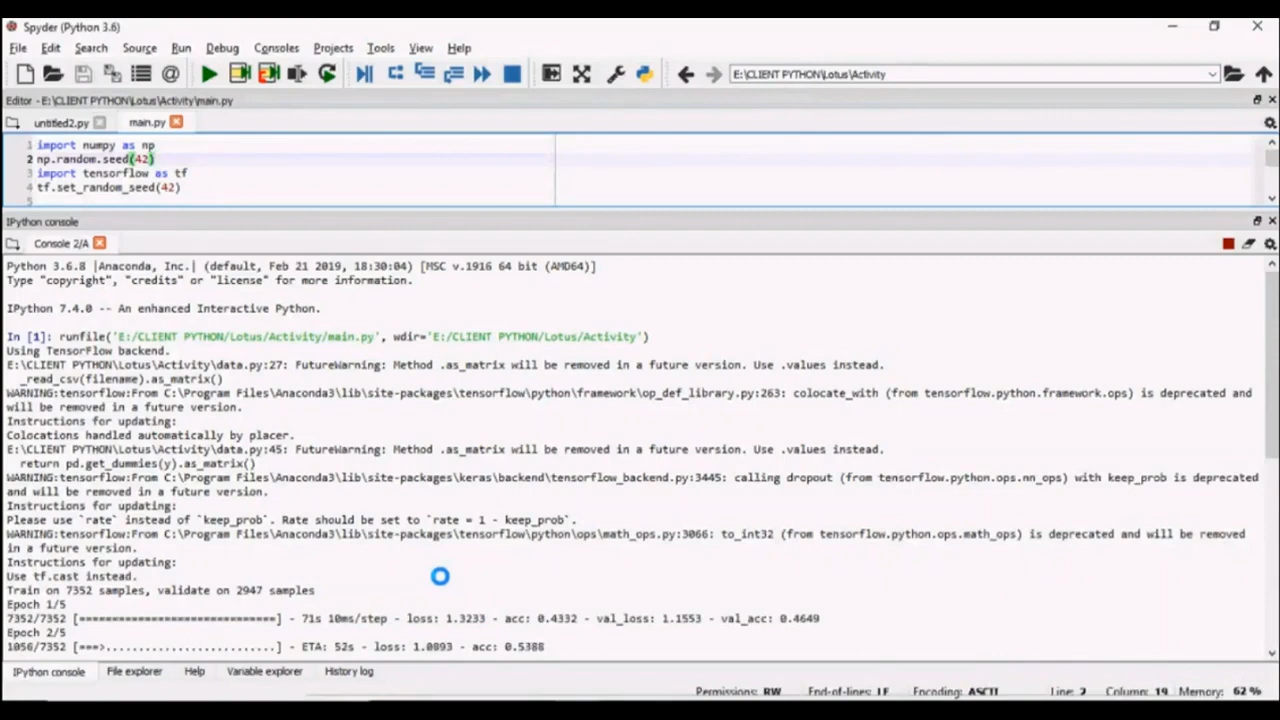 Spyder (Python 3.6)
File Edit Search Source Run Debug Consoles Projects Tools View Help
E:\CLIENT PYTHON\Lotus\Activity
Editor - E:\CLIENT PYTHON\Lotus\Activity\main.py
untitled2.py main.py
1 import numpy as np
2 np.random.seed(42)
3 import tensorflow as tf
4 tf.set_random_seed(42)
5
IPython console
Console 2/A
Python 3.6.8 |Anaconda, Inc.| (default, Feb 21 2019, 18:30:04) [MSC v.1916 64 bit (AMD64)]
Type "copyright", "credits" or "license" for more information.
IPython 7.4.0 -- An enhanced Interactive Python.
In [1]: runfile('E:/CLIENT PYTHON/Lotus/Activity/main.py', wdir='E:/CLIENT PYTHON/Lotus/Activity')
Using TensorFlow backend.
E:\CLIENT PYTHON\Lotus\Activity\data.py:27: FutureWarning: Method .as_matrix will be removed in a future version. Use .values instead.
_read_csv(filename).as_matrix()
WARNING:tensorflow:From C:\Program Files\Anaconda3\lib\site-packages\tensorflow\python\framework\op_def_library.py:263: colocate_with (from tensorflow.python.framework.ops) is deprecated and
will be removed in a future version.
Instructions for updating:
Colocations handled automatically by placer.
E:\CLIENT PYTHON\Lotus\Activity\data.py:45: FutureWarning: Method .as_matrix will be removed in a future version. Use .values instead.
return pd.get_dummies(y).as_matrix()
WARNING:tensorflow:From C:\Program Files\Anaconda3\lib\site-packages\keras\backend\tensorflow_backend.py:3445: calling dropout (from tensorflow.python.ops.nn_ops) with keep_prob is deprecated
and will be removed in a future version.
Instructions for updating:
Please use `rate` instead of `keep_prob`. Rate should be set to `rate = 1 - keep_prob`.
WARNING:tensorflow:From C:\Program Files\Anaconda3\lib\site-packages\tensorflow\python\ops\math_ops.py:3066: to_int32 (from tensorflow.python.ops.math_ops) is deprecated and will be removed
in a future version.
Instructions for updating:
Use tf.cast instead.
Train on 7352 samples, validate on 2947 samples
Epoch 1/5
7352/7352 [==============================] - 71s 10ms/step - loss: 1.3233 - acc: 0.4332 - val_loss: 1.1553 - val_acc: 0.4649
Epoch 2/5
1056/7352 [===>..........................] - ETA: 52s - loss: 1.0893 - acc: 0.5388
IPython console File explorer Help Variable explorer History log
Permissions: RW End-of-lines: LF Encoding: ASCII Line: 2 Column: 19 Memory: 62 %